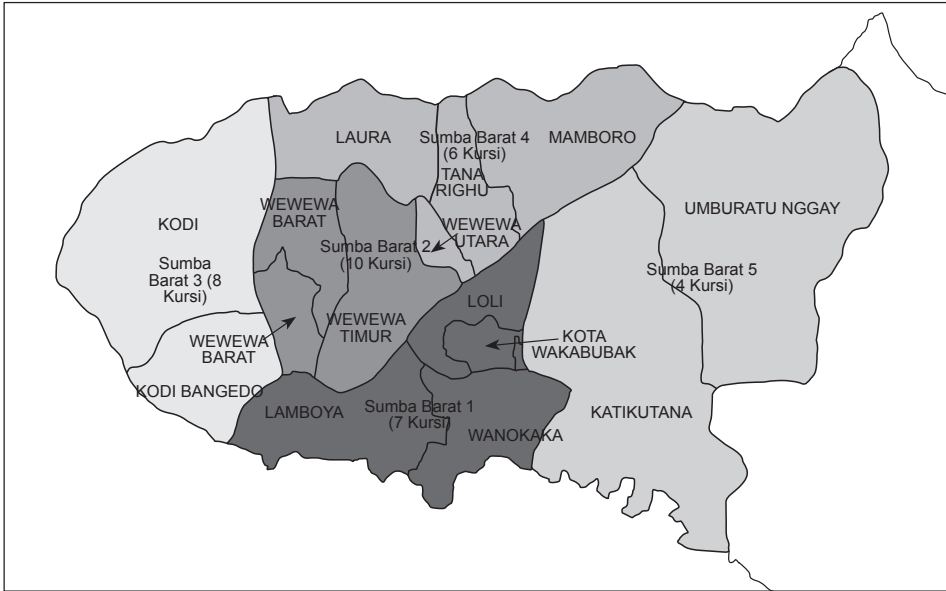 LAURA
Sumba Barat 4
(6 Kursi)
MAMBORO
TANA
RIGHU
WEWEWA
BARAT
UMBURATU NGGAY
KODI
WEWEWA
UTARA
Sumba Barat 2
(10 Kursi)
Sumba
Barat 3 (8
Kursi)
Sumba Barat 5
(4 Kursi)
LOLI
WEWEWA
TIMUR
KOTA
WAKABUBAK
WEWEWA
BARAT
KODI BANGEDO
LAMBOYA
Sumba Barat 1
(7 Kursi)
KATIKUTANA
WANOKAKA